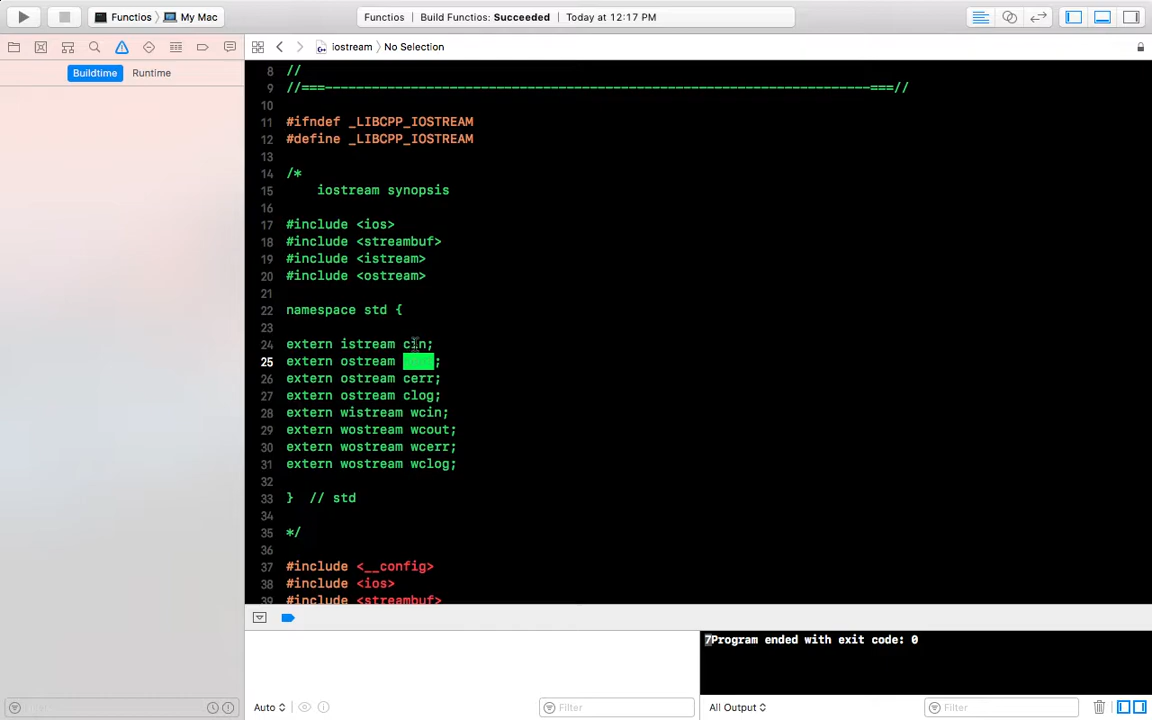 Functios 〉 My Mac
Functios Build Functios: Succeeded Today at 12:17 PM
iostream 〉 No Selection
Buildtime Runtime
8 //
9 //===----------------------------------------------------------------------===//
10
11 #ifndef _LIBCPP_IOSTREAM
12 #define _LIBCPP_IOSTREAM
13
14 /*
15 iostream synopsis
16
17 #include <ios>
18 #include <streambuf>
19 #include <istream>
20 #include <ostream>
21
22 namespace std {
23
24 extern istream cin;
25 extern ostream ;
26 extern ostream cerr;
27 extern ostream clog;
28 extern wistream wcin;
29 extern wostream wcout;
30 extern wostream wcerr;
31 extern wostream wclog;
32
33 } // std
34
35 */
36
37 #include <__config>
38 #include <ios>
39 #include <streambuf>
7Program ended with exit code: 0
Auto Filter All Output Filter